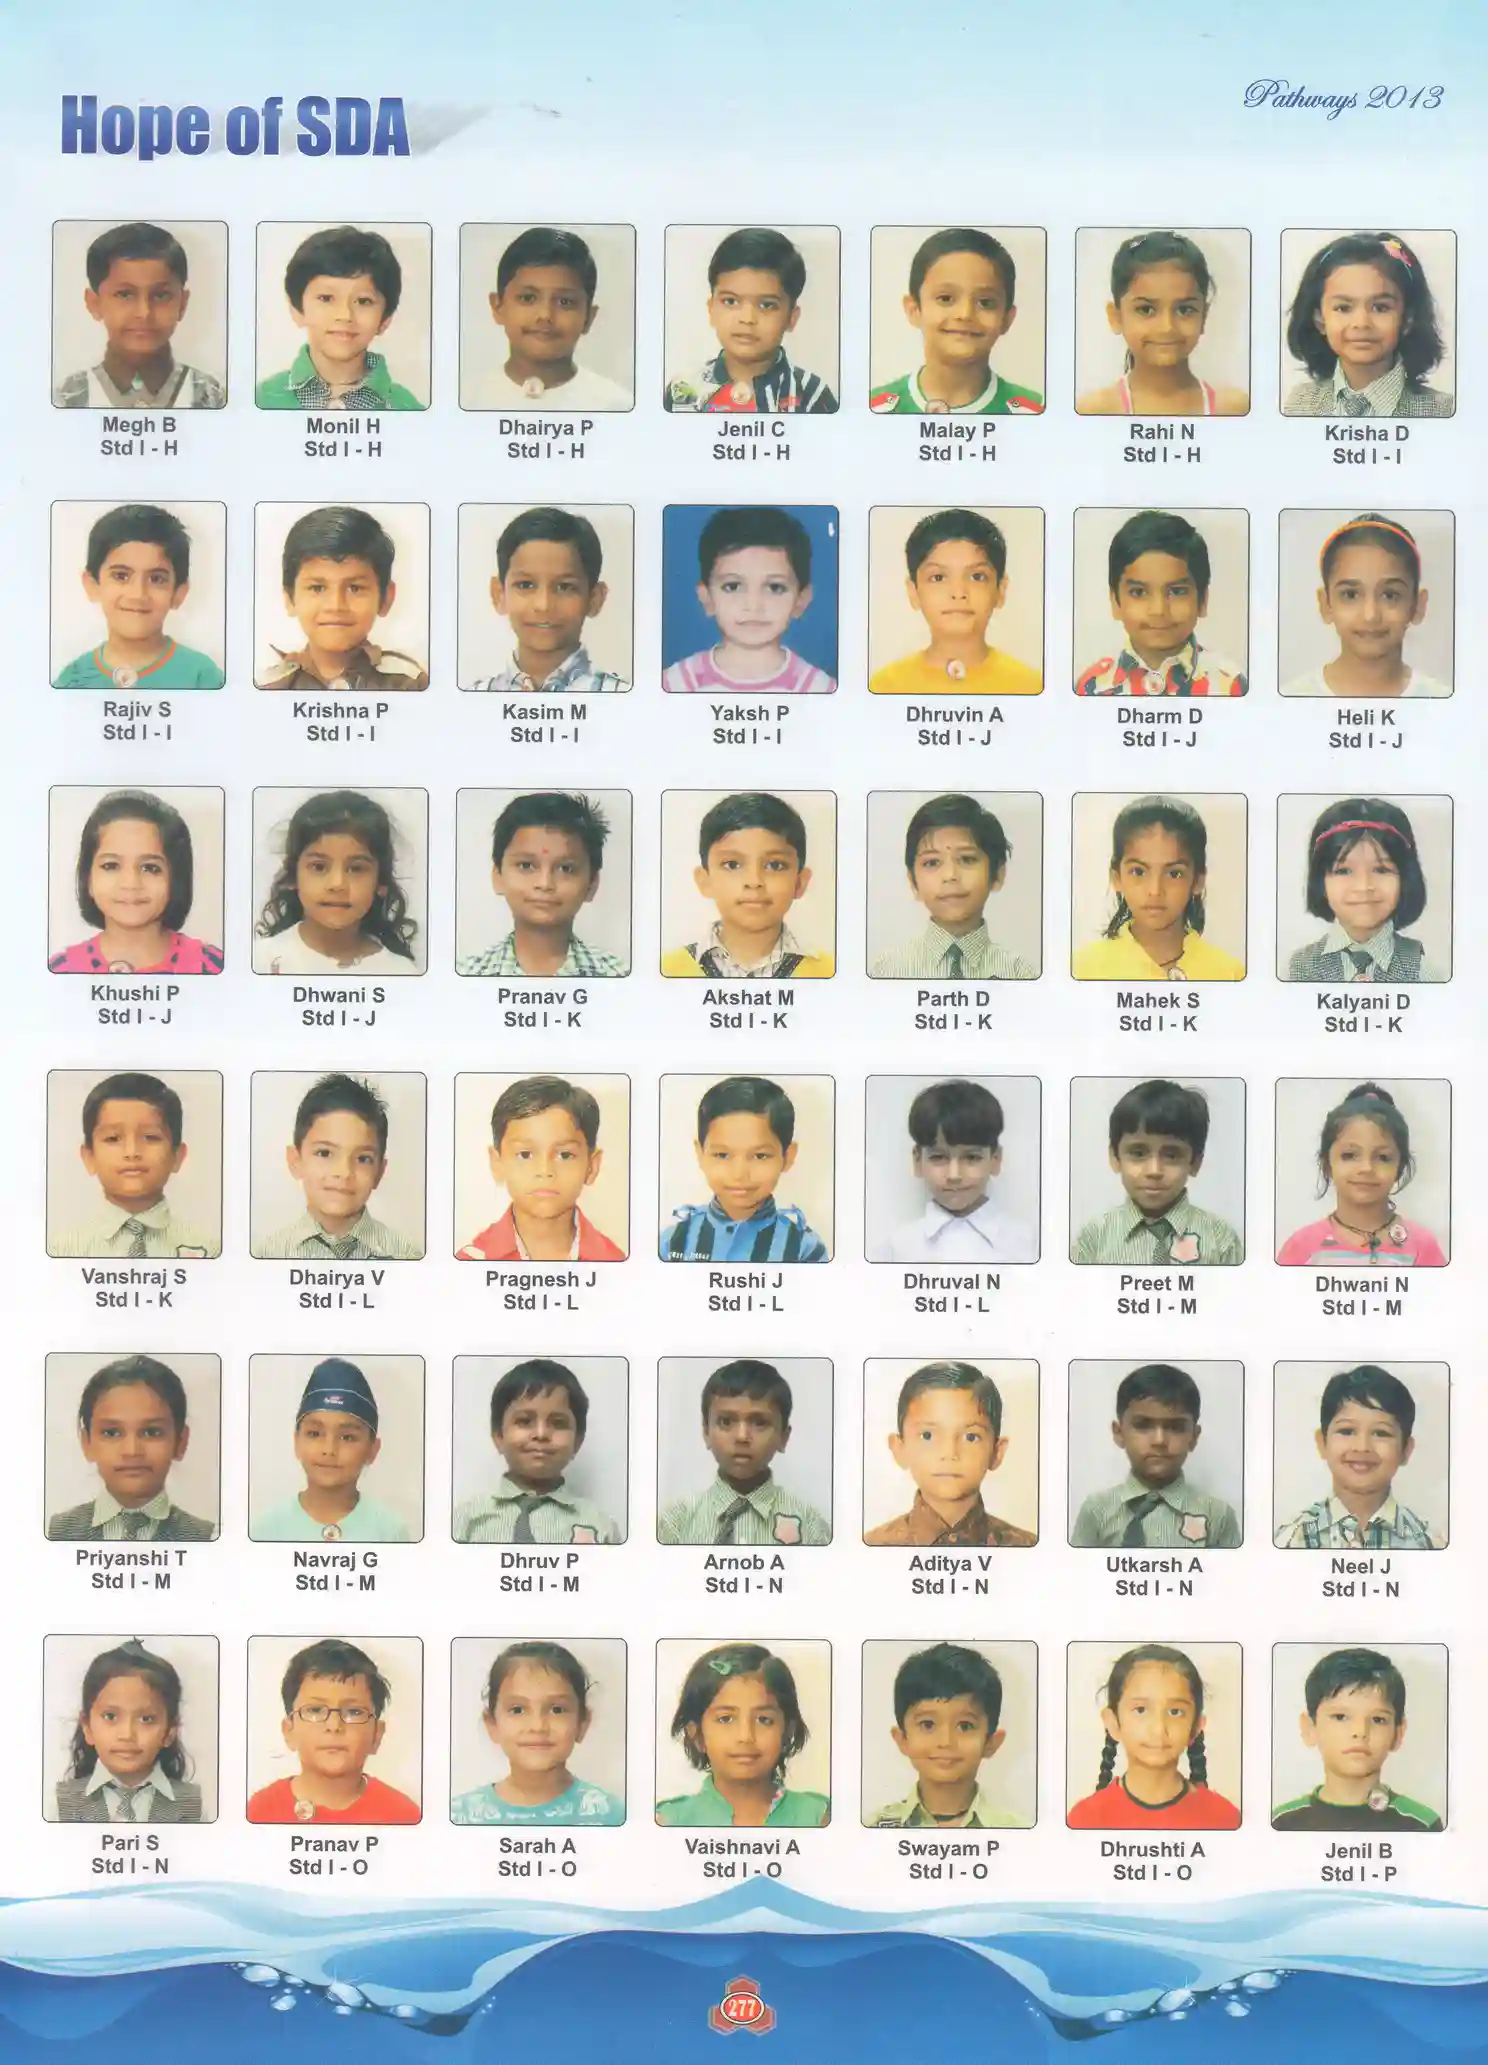 Hope of SDA
Pathways 2013
Megh B
Std I - H
Monil H
Std I - H
Dhairya P
Std I - H
Jenil C
Std I - H
Malay P
Std I - H
Rahi N
Std I - H
Krisha D
Std I - I
Rajiv S
Std I - I
Krishna P
Std I - I
Kasim M
Std I - I
Yaksh P
Std I - I
Dhruvin A
Std I - J
Dharm D
Std I - J
Heli K
Std I - J
Khushi P
Std I - J
Dhwani S
Std I - J
Pranav G
Std I - K
Akshat M
Std I - K
Parth D
Std I - K
Mahek S
Std I - K
Kalyani D
Std I - K
Vanshraj S
Std I - K
Dhairya V
Std I - L
Pragnesh J
Std I - L
Rushi J
Std I - L
Dhruval N
Std I - L
Preet M
Std I - M
Dhwani N
Std I - M
Priyanshi T
Std I - M
Navraj G
Std I - M
Dhruv P
Std I - M
Arnob A
Std I - N
Aditya V
Std I - N
Utkarsh A
Std I - N
Neel J
Std I - N
Pari S
Std I - N
Pranav P
Std I - O
Sarah A
Std I - O
Vaishnavi A
Std I - O
Swayam P
Std I - O
Dhrushti A
Std I - O
Jenil B
Std I - P
277